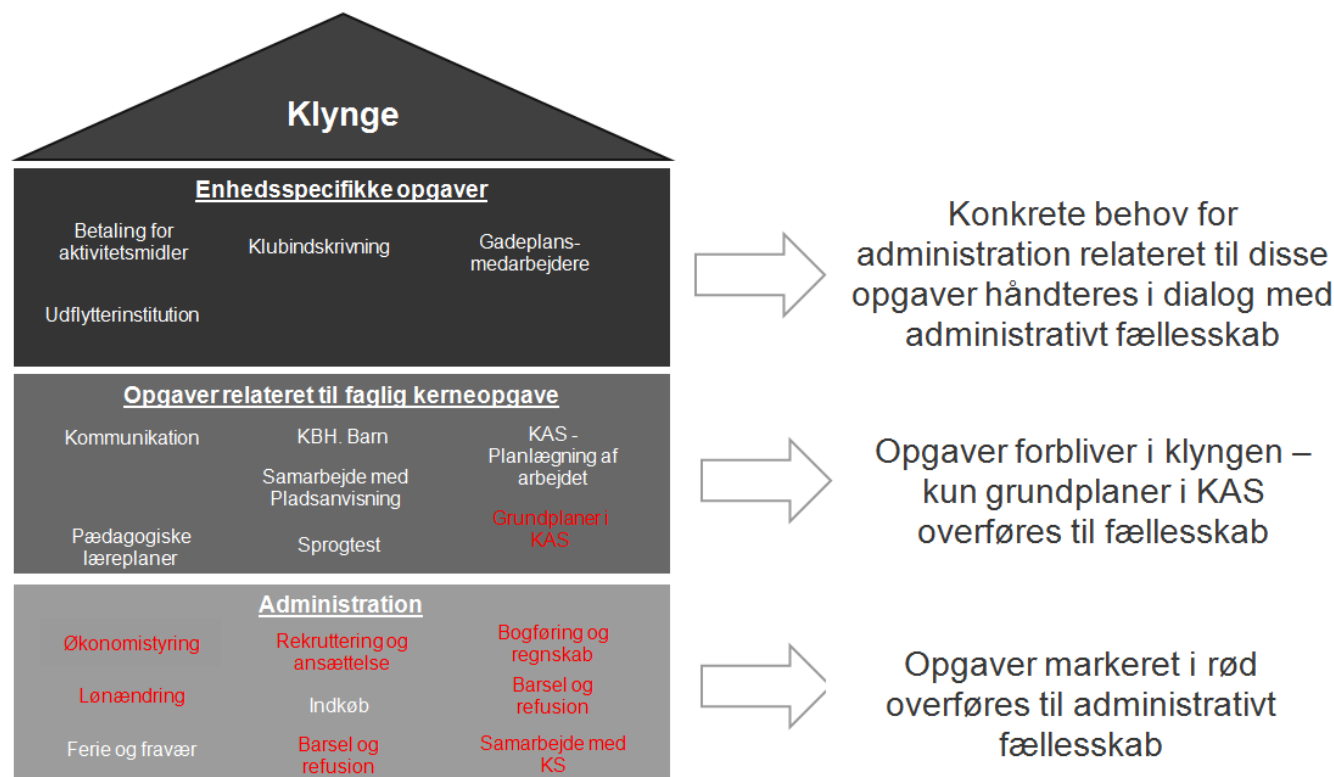 Klynge
Enhedsspecifikke opgaver
Betaling for
aktivitetsmidler
Klubindskrivning
Gadeplans-
medarbejdere
Udflytterinstitution
Konkrete behov for
administration relateret til disse
opgaver håndteres i dialog med
administrativt fællesskab
Opgaver relateret til faglig kerneopgave
Kommunikation
KBH. Barn
KAS -
Planlægning af
arbejdet
Samarbejde med
Pladsanvisning
Grundplaner i
KAS
Pædagogiske
læreplaner
Sprogtest
Opgaver forbliver i klyngen –
kun grundplaner i KAS
overføres til fællesskab
Administration
Økonomistyring
Rekruttering og
ansættelse
Bogføring og
regnskab
Lønændring
Indkøb
Barsel og
refusion
Ferie og fravær
Barsel og
refusion
Samarbejde med
KS
Opgaver markeret i rød
overføres til administrativt
fællesskab